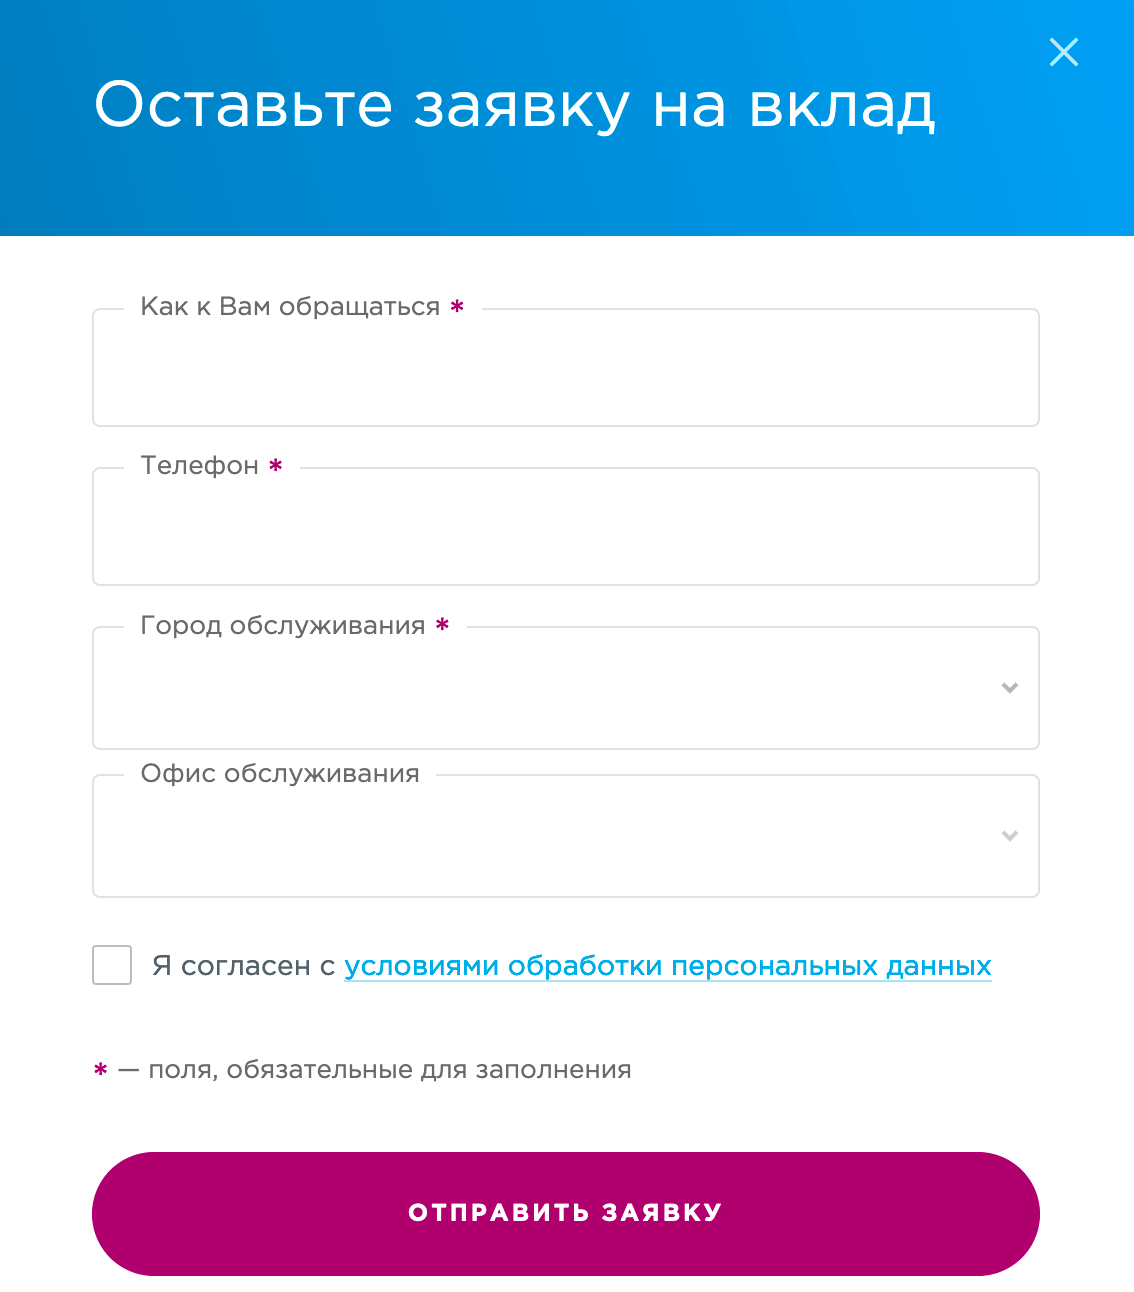 Оставьте заявку на вклад
Как к Вам обращаться *
Телефон *
Город обслуживания *
Офис обслуживания
Я согласен с условиями обработки персональных данных
* — поля, обязательные для заполнения
ОТПРАВИТЬ ЗАЯВКУ